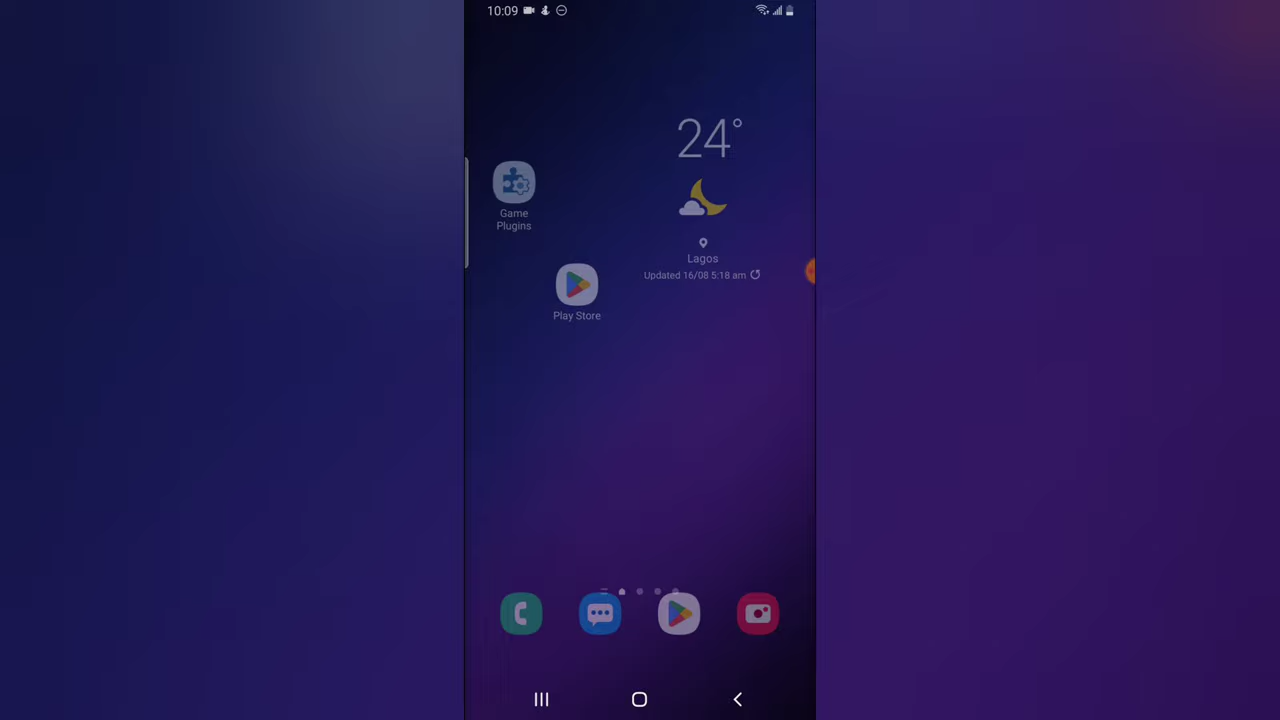 10:09
24°
Game
Plugins
Lagos
Updated 16/08 5:18 am
Play Store